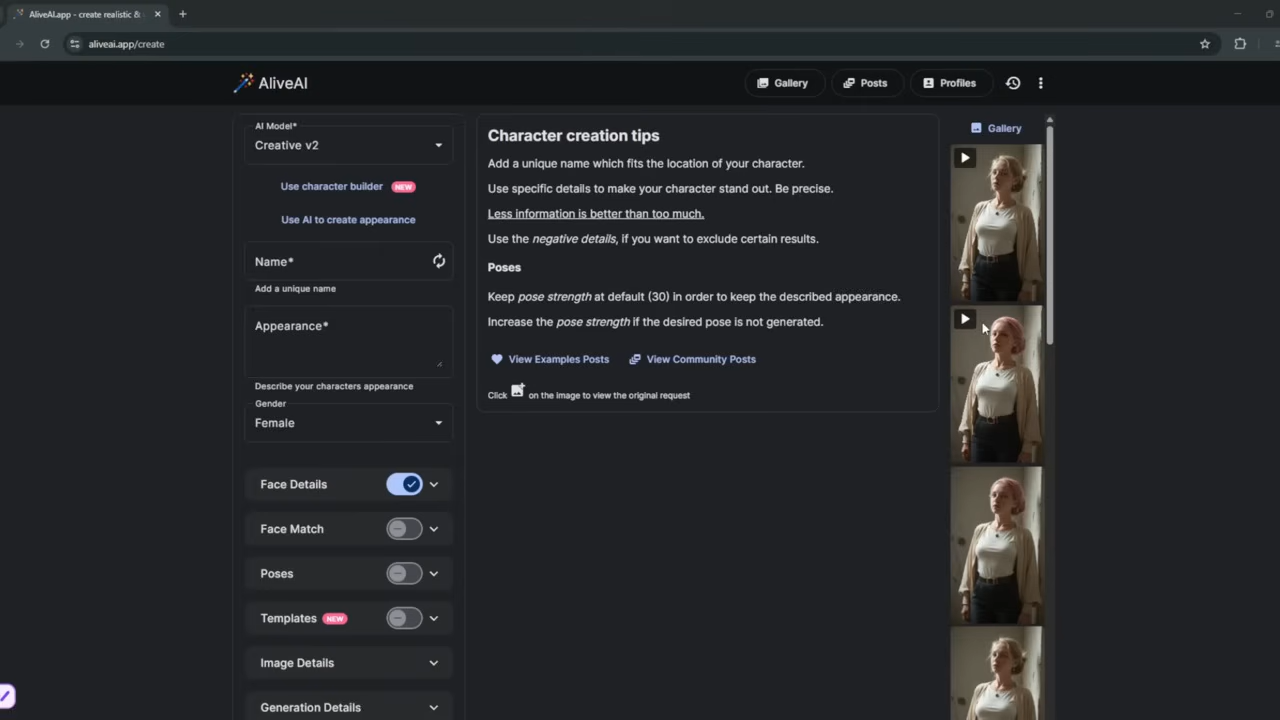 AliveAI.app - create realistic &
aliveai.app/create
AliveAI
Gallery
Posts
Profiles
AI Model*
Creative v2
Use character builder NEW
Use AI to create appearance
Name*
Add a unique name
Appearance*
Describe your characters appearance
Gender
Female
Face Details
Face Match
Poses
Templates NEW
Image Details
Generation Details
Character creation tips
Add a unique name which fits the location of your character.
Use specific details to make your character stand out. Be precise.
Less information is better than too much.
Use the negative details, if you want to exclude certain results.
Poses
Keep pose strength at default (30) in order to keep the described appearance.
Increase the pose strength if the desired pose is not generated.
View Examples Posts
View Community Posts
Click on the image to view the original request
Gallery